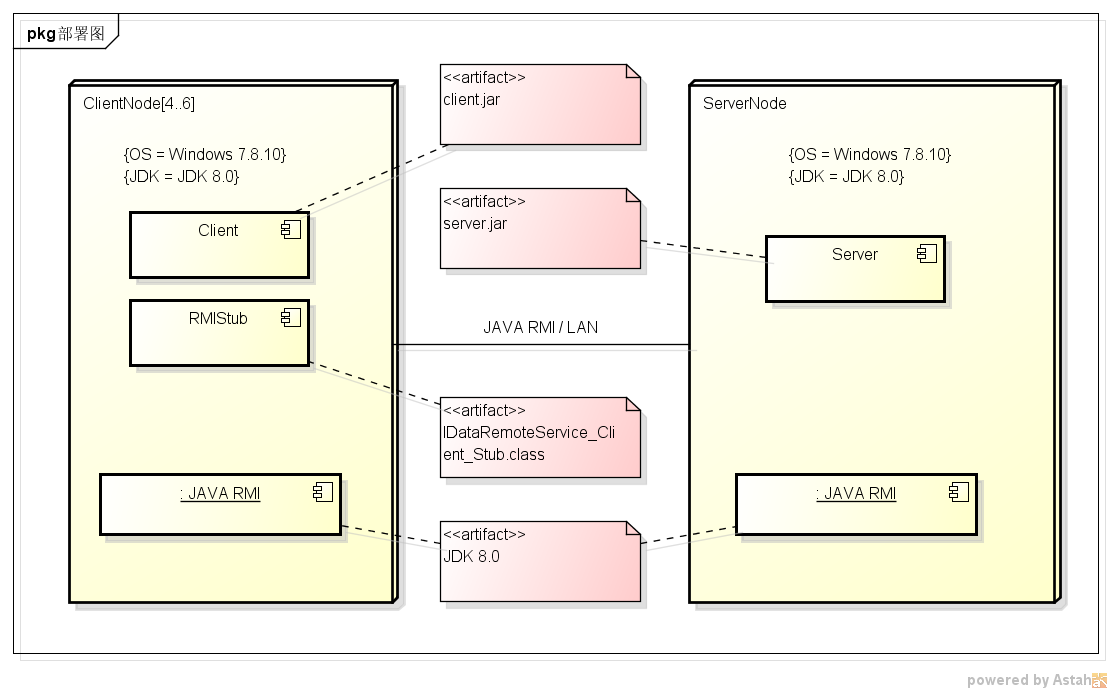 pkg 部署图
ClientNode[4..6]
{OS = Windows 7.8.10}
{JDK = JDK 8.0}
Client
RMIStub
: JAVA RMI
<<artifact>>
client.jar
<<artifact>>
server.jar
JAVA RMI / LAN
<<artifact>>
IDataRemoteService_Cli
ent_Stub.class
<<artifact>>
JDK 8.0
ServerNode
{OS = Windows 7.8.10}
{JDK = JDK 8.0}
Server
: JAVA RMI
powered by Astah